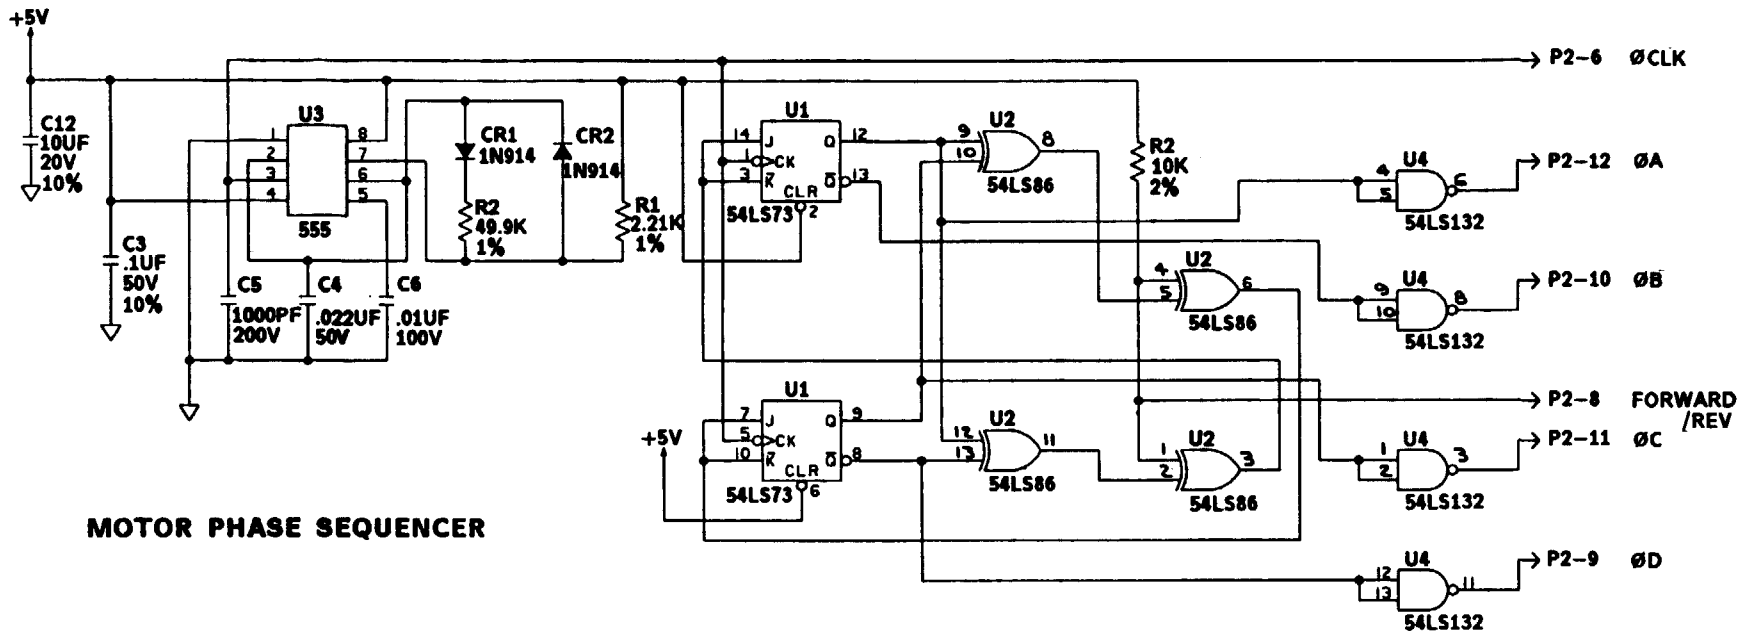 +5V
P2-6 ØCLK
C12
10UF
20V
10%
U3
1
2
3
4
8
7
6
5
555
CR1
1N914
CR2
1N914
R2
49.9K
1%
R1
2.21K
1%
C3
.1UF
50V
10%
C5
1000PF
200V
C4
.022UF
50V
C6
.01UF
100V
U1
14
J
1
CK
3
K̅
Q
12
Q̅
13
CLR
2
54LS73
U2
9
10
8
54LS86
R2
10K
2%
U4
4
5
6
54LS132
P2-12 ØA
U2
4
5
6
54LS86
U4
9
10
8
54LS132
P2-10 ØB
P2-8 FORWARD
/REV
U1
7
J
5
CK
10
K̅
Q
9
Q̅
8
CLR
6
54LS73
+5V
U2
12
13
11
54LS86
U2
1
2
3
54LS86
U4
1
2
3
54LS132
P2-11 ØC
U4
12
13
11
54LS132
P2-9 ØD
MOTOR PHASE SEQUENCER